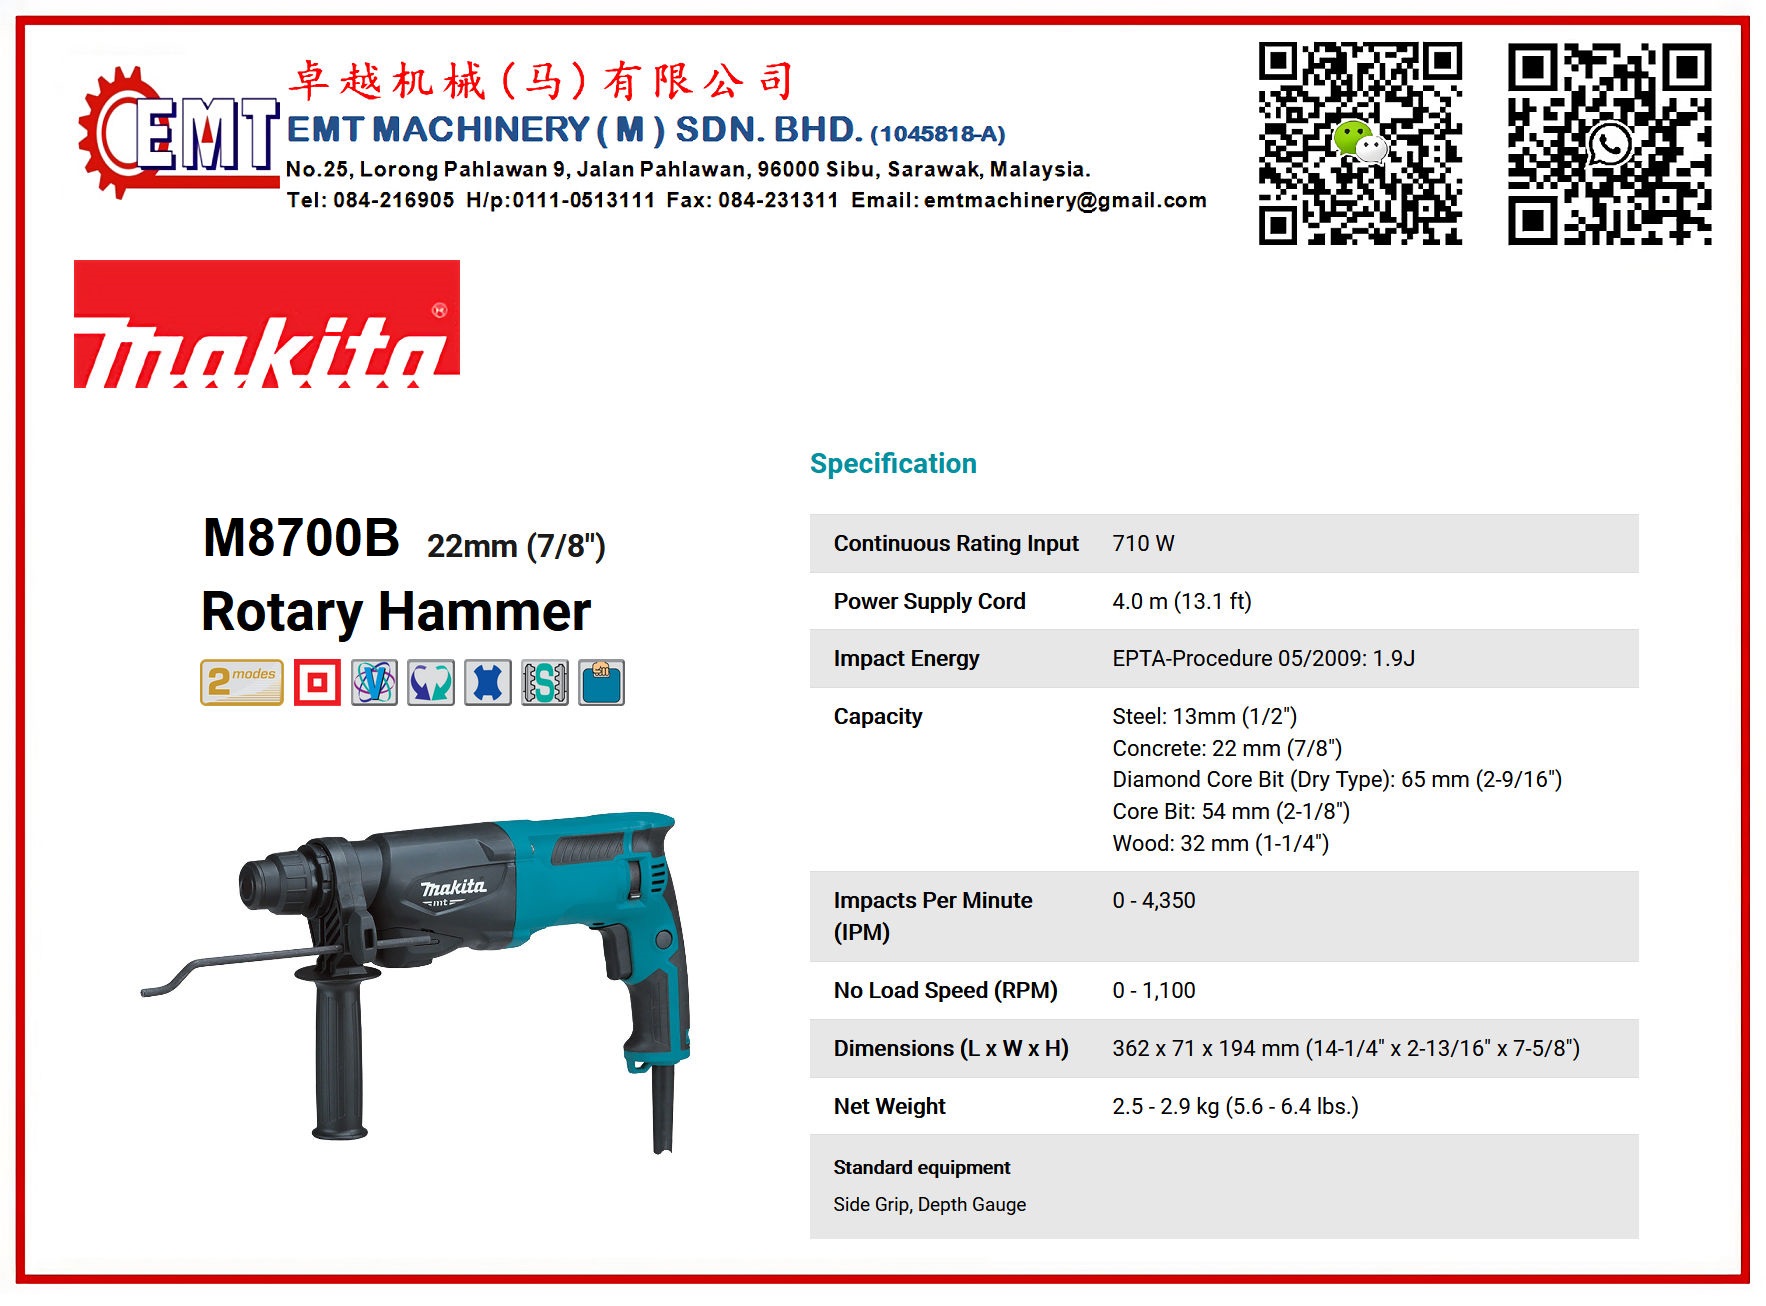 卓越机械(马)有限公司
EMT
EMT MACHINERY ( M ) SDN. BHD. (1045818-A)
No.25, Lorong Pahlawan 9, Jalan Pahlawan, 96000 Sibu, Sarawak, Malaysia.
Tel: 084-216905 H/p:0111-0513111 Fax: 084-231311 Email: emtmachinery@gmail.com
makita®
Specification
M8700B 22mm (7/8")
Rotary Hammer
2 modes V S
Continuous Rating Input 710 W
Power Supply Cord 4.0 m (13.1 ft)
Impact Energy EPTA-Procedure 05/2009: 1.9J
Capacity Steel: 13mm (1/2")
Concrete: 22 mm (7/8")
Diamond Core Bit (Dry Type): 65 mm (2-9/16")
Core Bit: 54 mm (2-1/8")
Wood: 32 mm (1-1/4")
Impacts Per Minute 0 - 4,350
(IPM)
No Load Speed (RPM) 0 - 1,100
Dimensions (L x W x H) 362 x 71 x 194 mm (14-1/4" x 2-13/16" x 7-5/8")
Net Weight 2.5 - 2.9 kg (5.6 - 6.4 lbs.)
Standard equipment
Side Grip, Depth Gauge
makita
mt